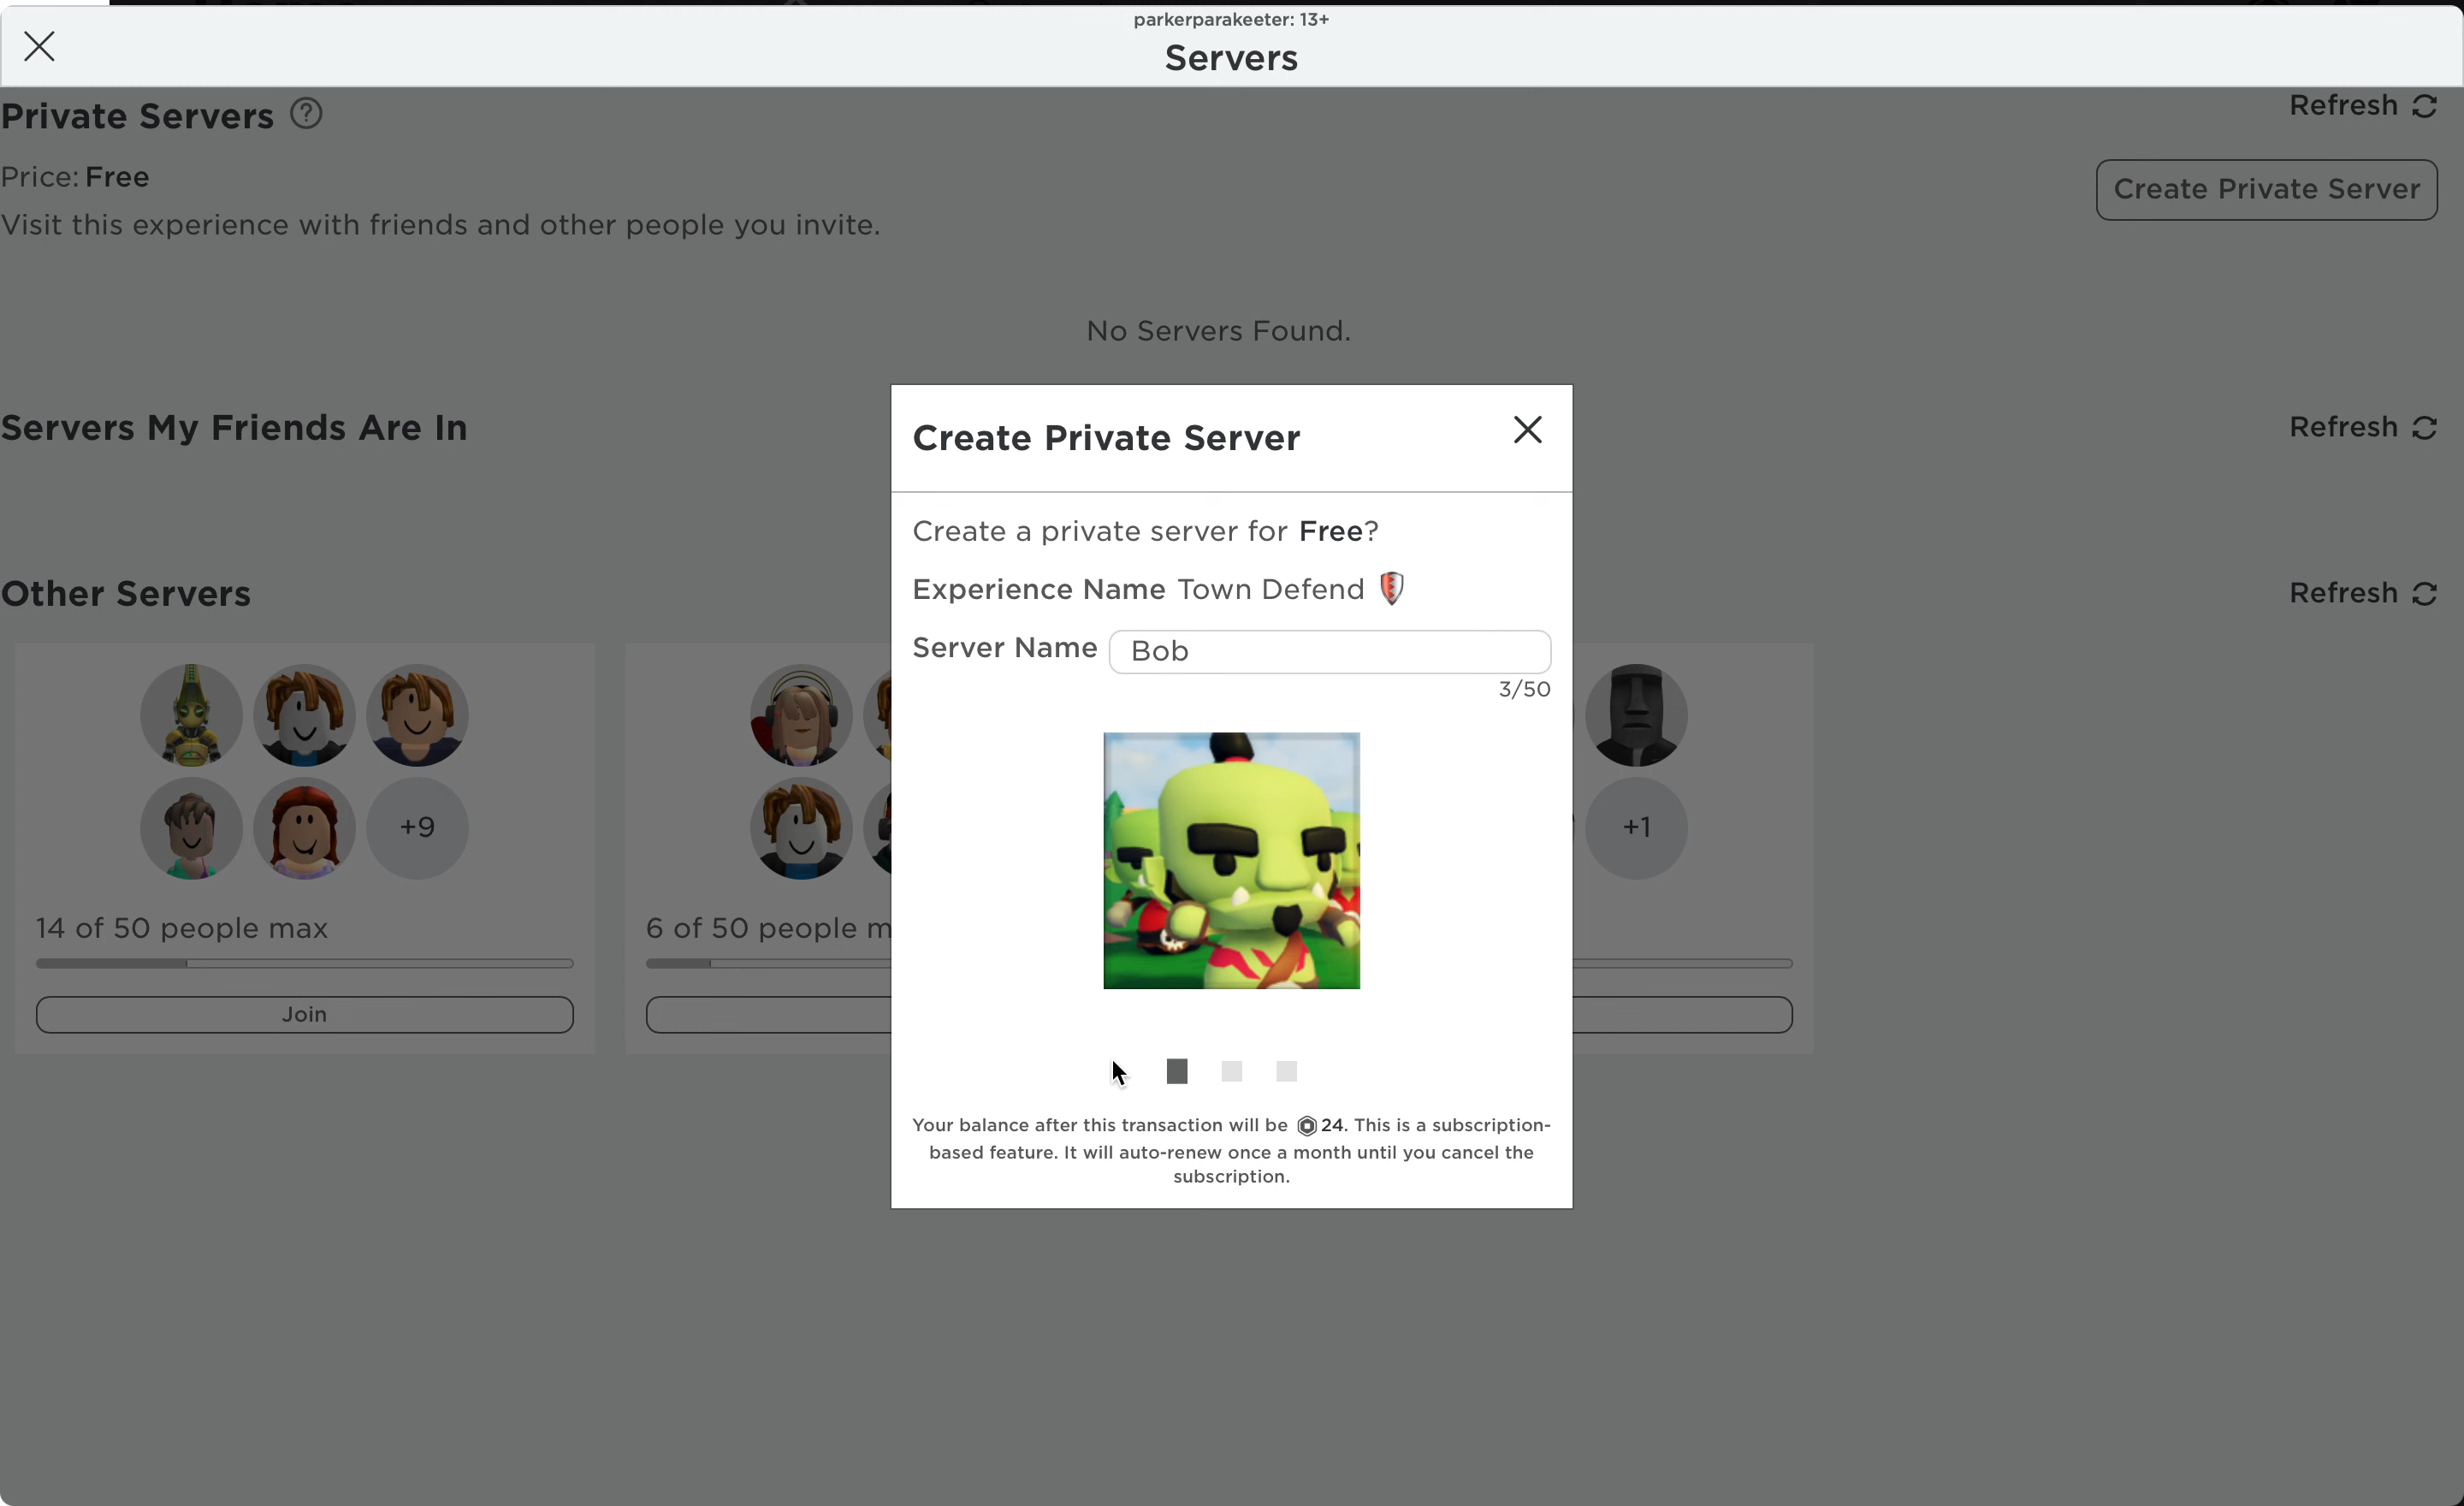 parkerparakeeter: 13+
Servers
Private Servers
Refresh
Price: Free
Create Private Server
Visit this experience with friends and other people you invite.
No Servers Found.
Servers My Friends Are In
Refresh
Other Servers
Refresh
+9
14 of 50 people max
Join
6 of 50 people m
+1
Create Private Server
Create a private server for Free?
Experience Name Town Defend
Server Name Bob
3/50
Your balance after this transaction will be 24. This is a subscription-
based feature. It will auto-renew once a month until you cancel the
subscription.